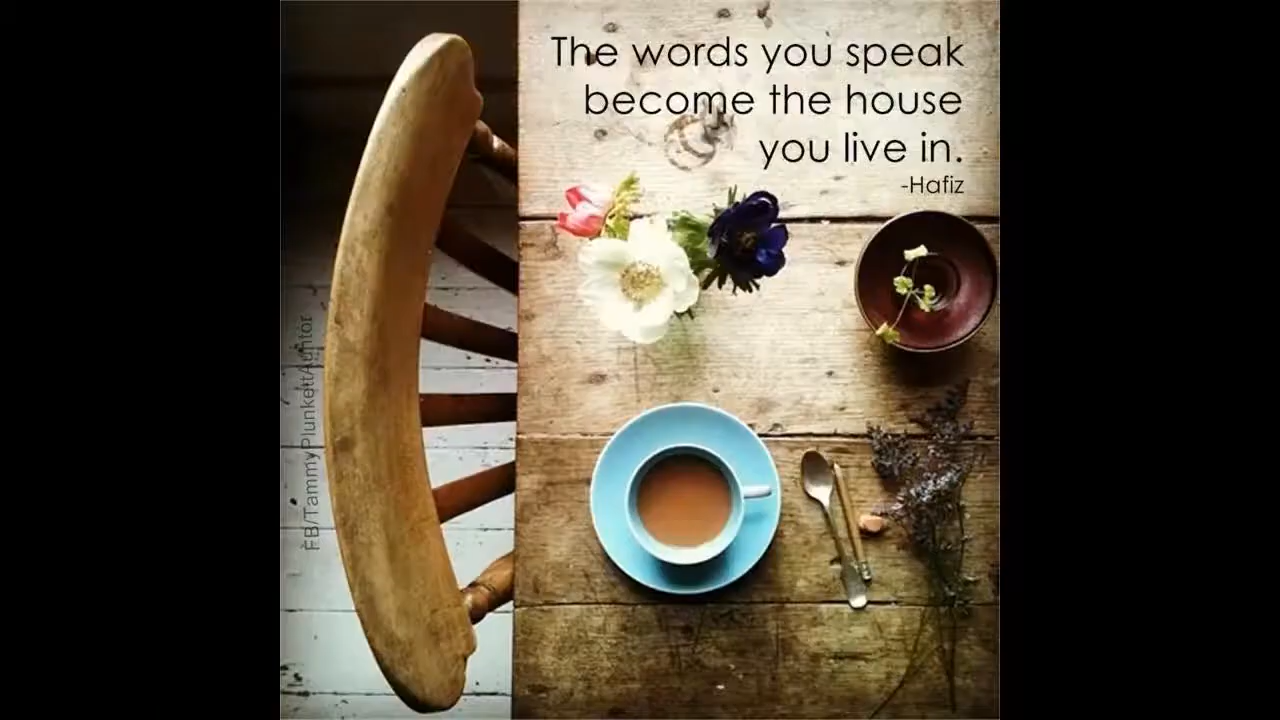 The words you speak
become the house
you live in.
-Hafiz
FB/TammyPlunkettAuthor